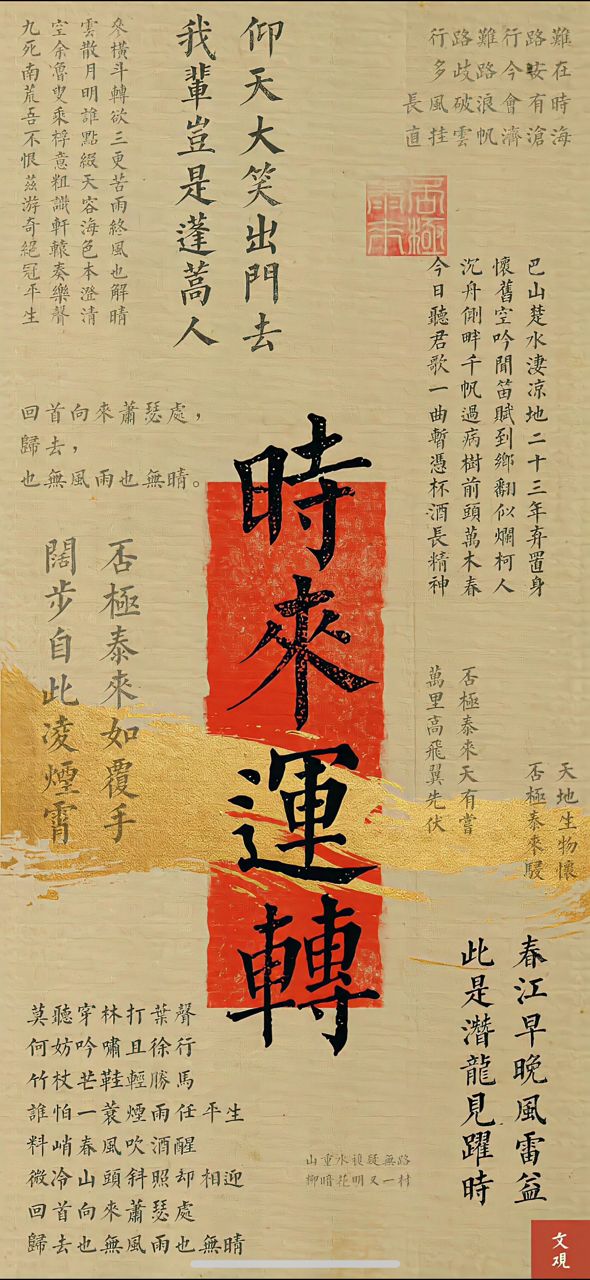 行路難行路難
多歧路今安在
長風破浪會有時
直挂雲帆濟滄海
仰天大笑出門去
我輩豈是蓬蒿人
參橫斗轉欲三更苦雨終風也解晴
雲散月明誰點綴天容海色本澄清
空余魯叟乘桴意粗識軒轅奏樂聲
九死南荒吾不恨茲游奇絕冠平生
否極泰來
巴山楚水淒凉地二十三年弃置身
懷舊空吟聞笛賦到鄉翻似爛柯人
沉舟側畔千帆過病樹前頭萬木春
今日聽君歌一曲暫憑杯酒長精神
回首向來蕭瑟處，
歸去，
也無風雨也無晴。
時來運轉
否極泰來如覆手
闊步自此凌煙霄
天地生物懷
否極泰來駸
否極泰來天有嘗
萬里高飛翼先伏
春江早晚風雷益
此是潛龍見躍時
莫聽穿林打葉聲
何妨吟嘯且徐行
竹杖芒鞋輕勝馬
誰怕一蓑煙雨任平生
料峭春風吹酒醒
微冷山頭斜照却相迎
回首向來蕭瑟處
歸去也無風雨也無晴
山重水複疑無路
柳暗花明又一村
文觀